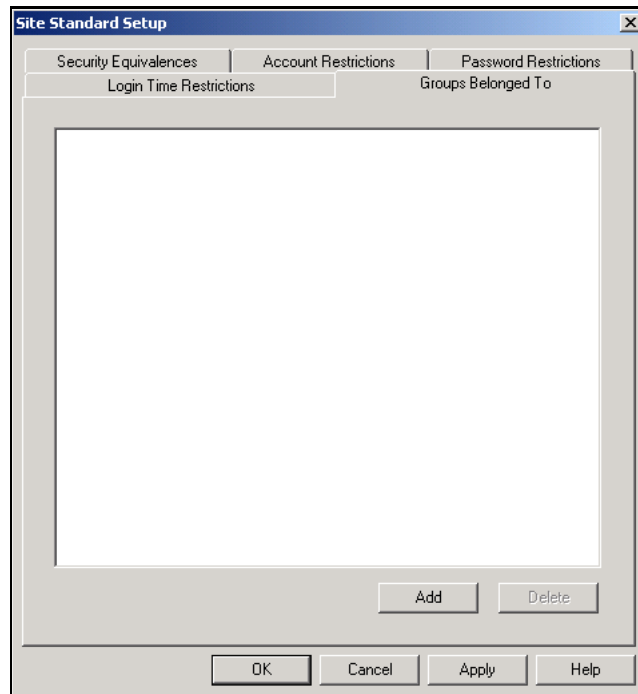 Site Standard Setup
Security Equivalences Account Restrictions Password Restrictions
Login Time Restrictions Groups Belonged To
Add Delete
OK Cancel Apply Help